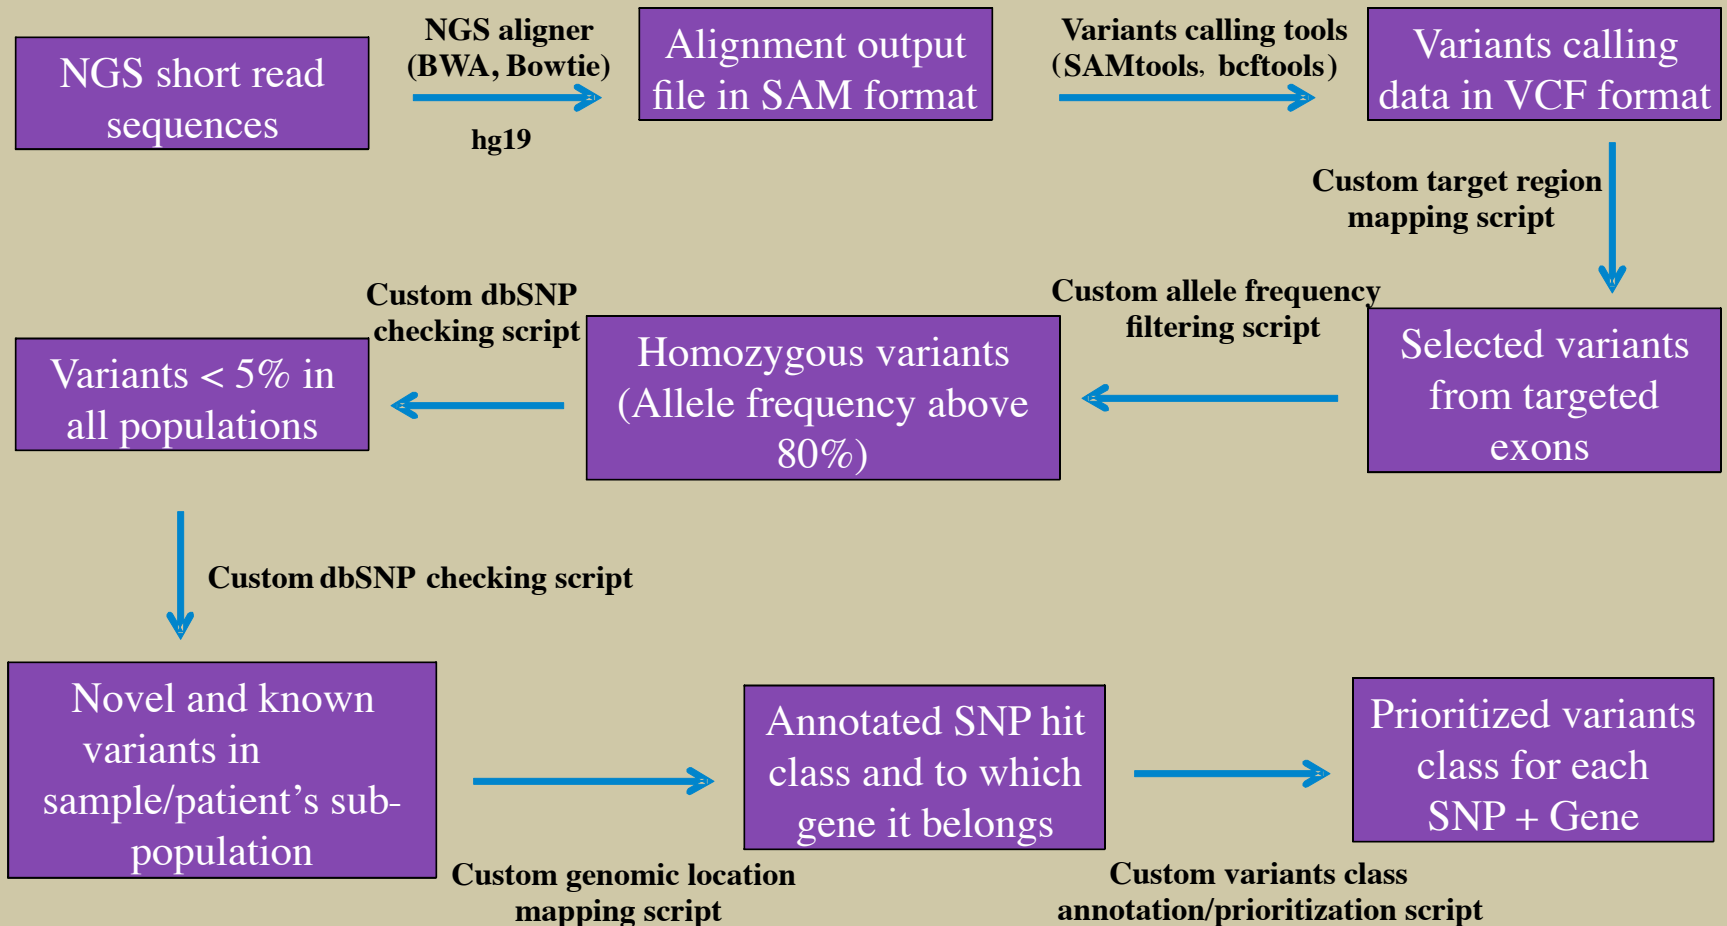 NGS short read
sequences
NGS aligner
(BWA, Bowtie)
hg19
Alignment output
file in SAM format
Variants calling tools
(SAMtools, bcftools)
Variants calling
data in VCF format
Custom target region
mapping script
Selected variants
from targeted
exons
Custom allele frequency
filtering script
Homozygous variants
(Allele frequency above
80%)
Custom dbSNP
checking script
Variants < 5% in
all populations
Custom dbSNP checking script
Novel and known
variants in
sample/patient’s sub-
population
Custom genomic location
mapping script
Annotated SNP hit
class and to which
gene it belongs
Custom variants class
annotation/prioritization script
Prioritized variants
class for each
SNP + Gene